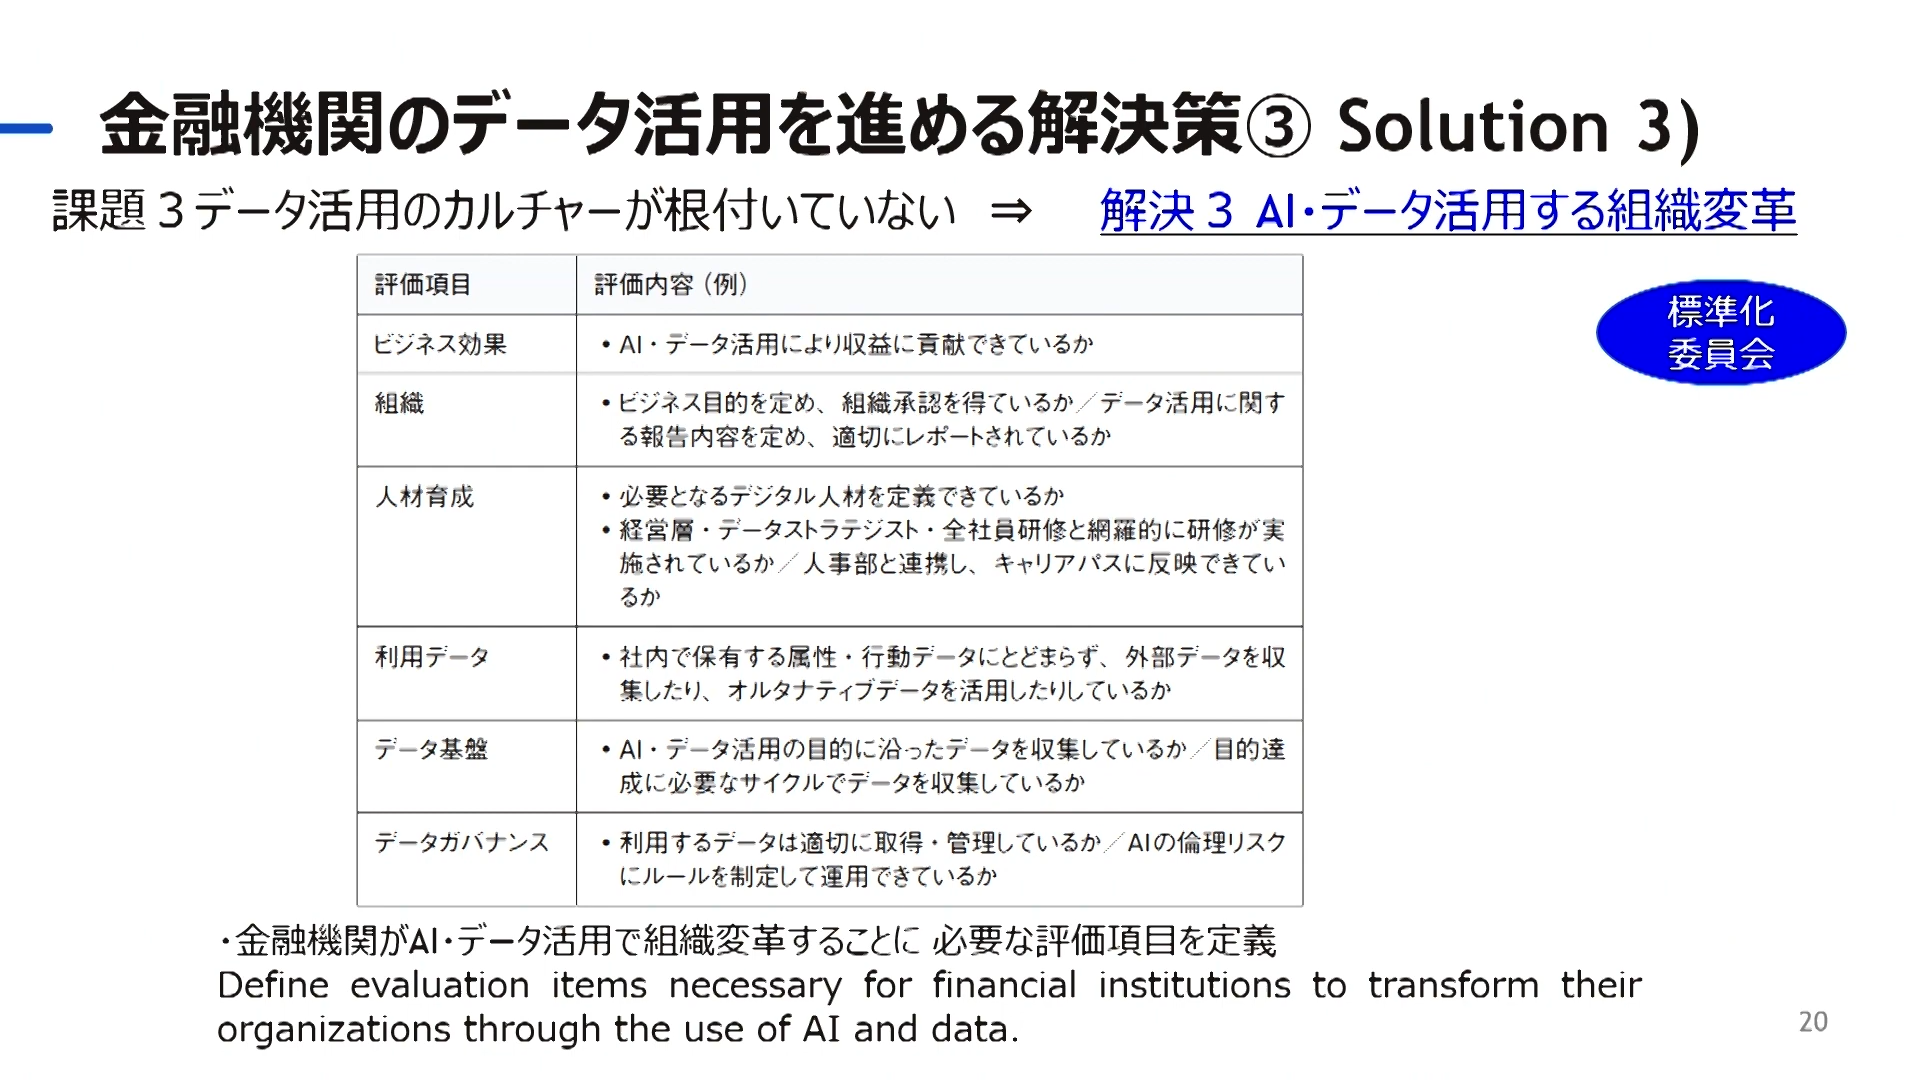 金融機関のデータ活用を進める解決策③ Solution 3)
課題３データ活用のカルチャーが根付いていない ⇒ 解決３ AI・データ活用する組織変革
標準化
委員会
評価項目 評価内容（例）
ビジネス効果 • AI・データ活用により収益に貢献できているか
組織 • ビジネス目的を定め、組織承認を得ているか／データ活用に関す
る報告内容を定め、適切にレポートされているか
人材育成 • 必要となるデジタル人材を定義できているか
• 経営層・データストラテジスト・全社員研修と網羅的に研修が実
施されているか／人事部と連携し、キャリアパスに反映できてい
るか
利用データ • 社内で保有する属性・行動データにとどまらず、外部データを収
集したり、オルタナティブデータを活用したりしているか
データ基盤 • AI・データ活用の目的に沿ったデータを収集しているか／目的達
成に必要なサイクルでデータを収集しているか
データガバナンス • 利用するデータは適切に取得・管理しているか／AIの倫理リスク
にルールを制定して運用できているか
・金融機関がAI・データ活用で組織変革することに 必要な評価項目を定義
Define evaluation items necessary for financial institutions to transform their
organizations through the use of AI and data.
20